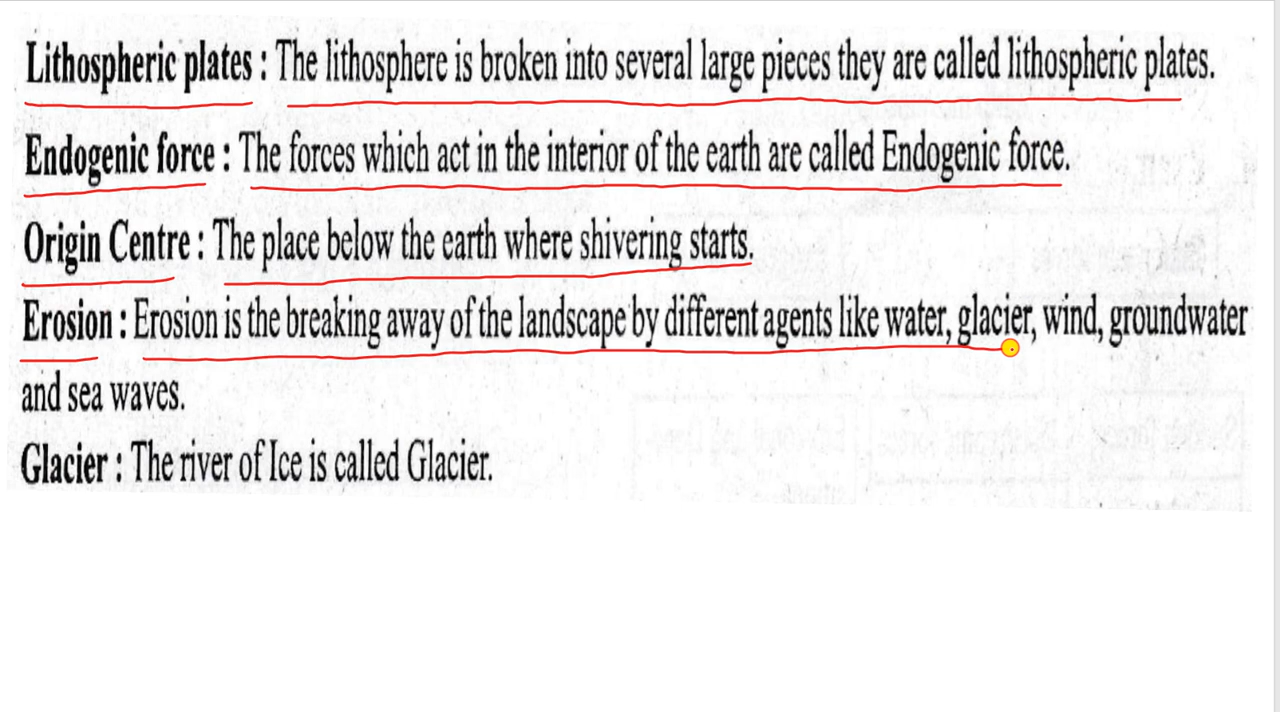 Lithospheric plates : The lithosphere is broken into several large pieces they are called lithospheric plates.
Endogenic force : The forces which act in the interior of the earth are called Endogenic force.
Origin Centre : The place below the earth where shivering starts.
Erosion : Erosion is the breaking away of the landscape by different agents like water, glacier, wind, groundwater
and sea waves.
Glacier : The river of Ice is called Glacier.